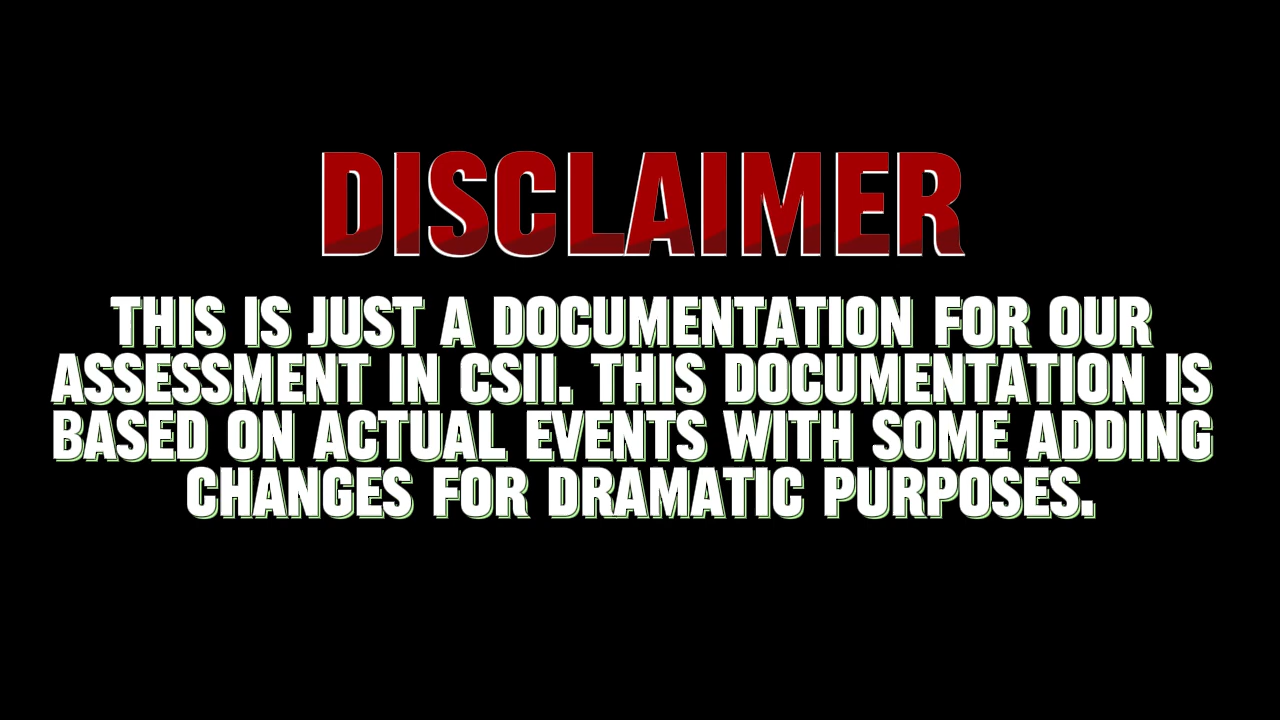 DISCLAIMER
THIS IS JUST A DOCUMENTATION FOR OUR
ASSESSMENT IN CSII. THIS DOCUMENTATION IS
BASED ON ACTUAL EVENTS WITH SOME ADDING
CHANGES FOR DRAMATIC PURPOSES.